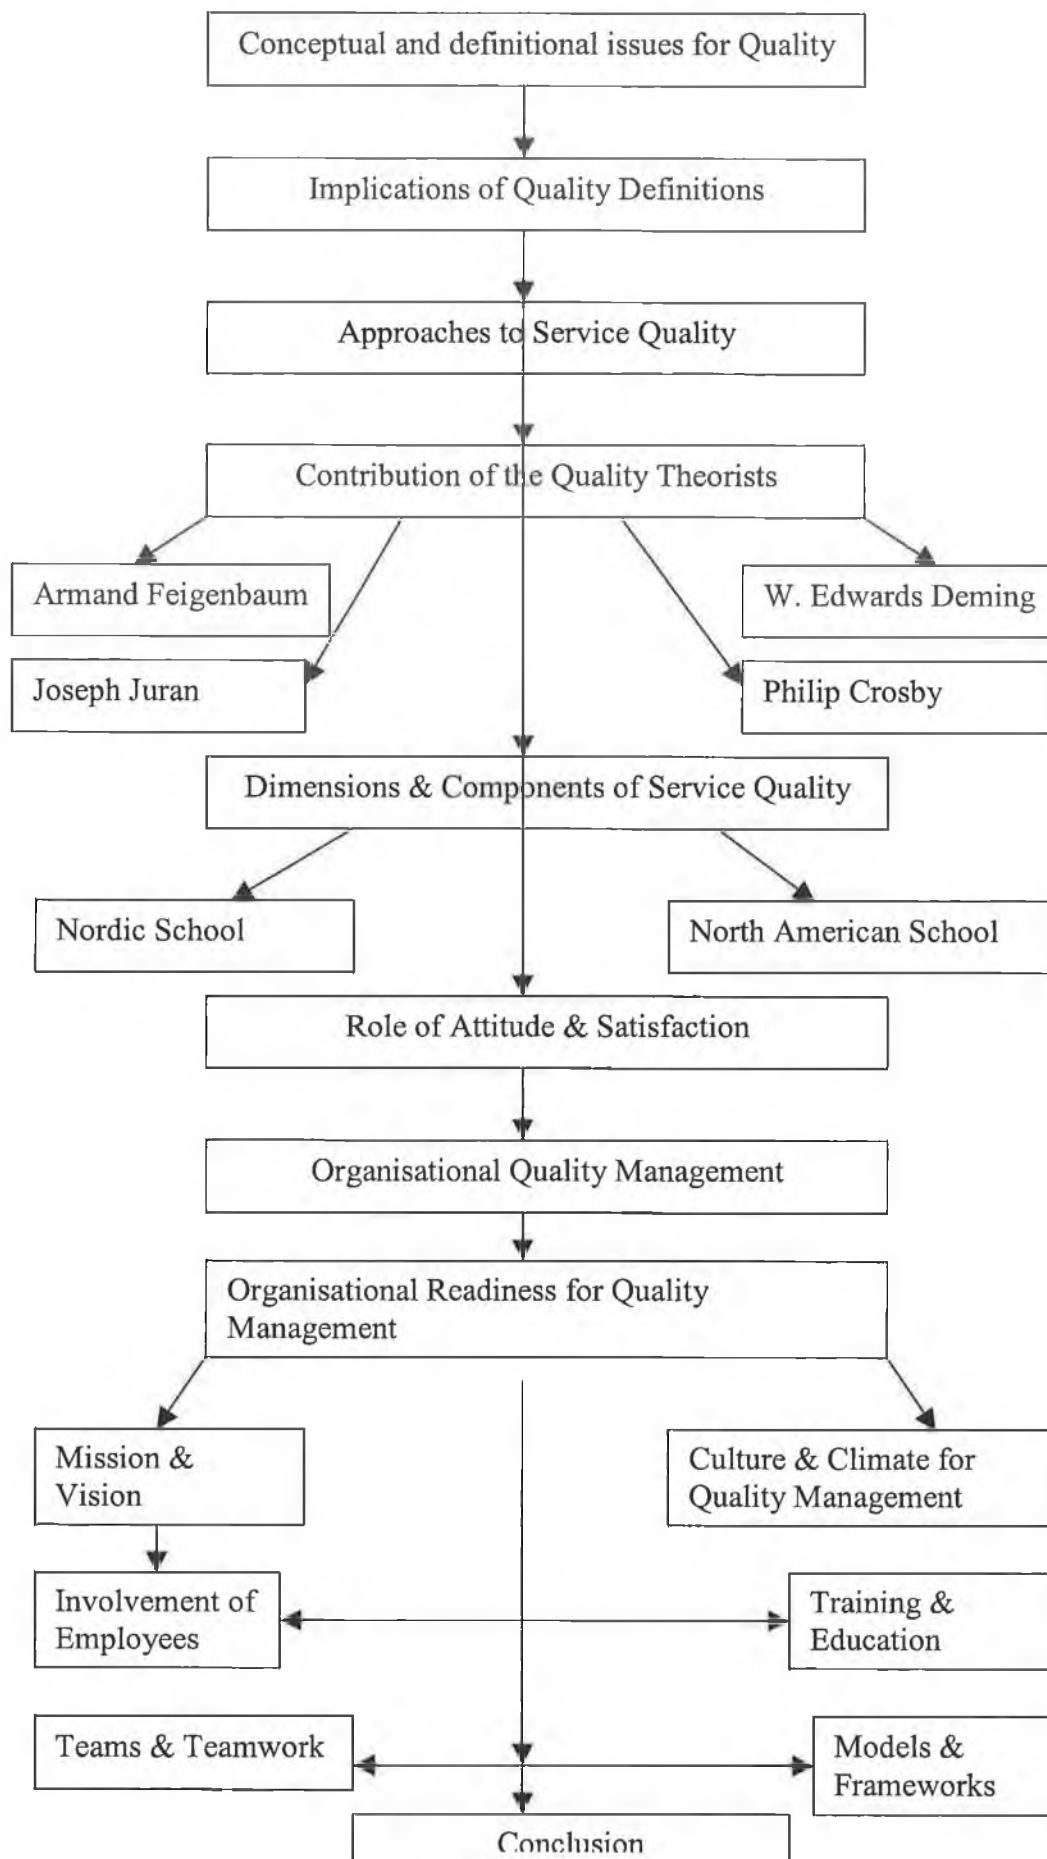 Conceptual and definitional issues for Quality
Implications of Quality Definitions
Approaches to Service Quality
Contribution of the Quality Theorists
Armand Feigenbaum
W. Edwards Deming
Joseph Juran
Philip Crosby
Dimensions & Components of Service Quality
Nordic School
North American School
Role of Attitude & Satisfaction
Organisational Quality Management
Organisational Readiness for Quality
Management
Mission &
Vision
Culture & Climate for
Quality Management
Involvement of
Employees
Training &
Education
Teams & Teamwork
Models &
Frameworks
Conclusion